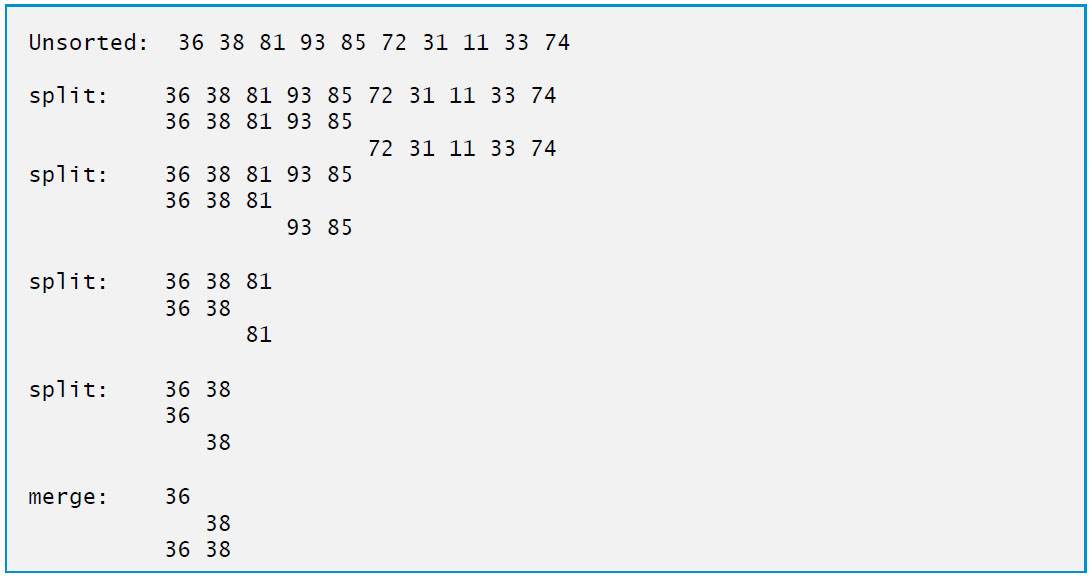 Unsorted:  36 38 81 93 85 72 31 11 33 74
split:    36 38 81 93 85 72 31 11 33 74
          36 38 81 93 85
                         72 31 11 33 74
split:    36 38 81 93 85
          36 38 81
                   93 85
split:    36 38 81
          36 38
                81
split:    36 38
          36
             38
merge:    36
             38
          36 38